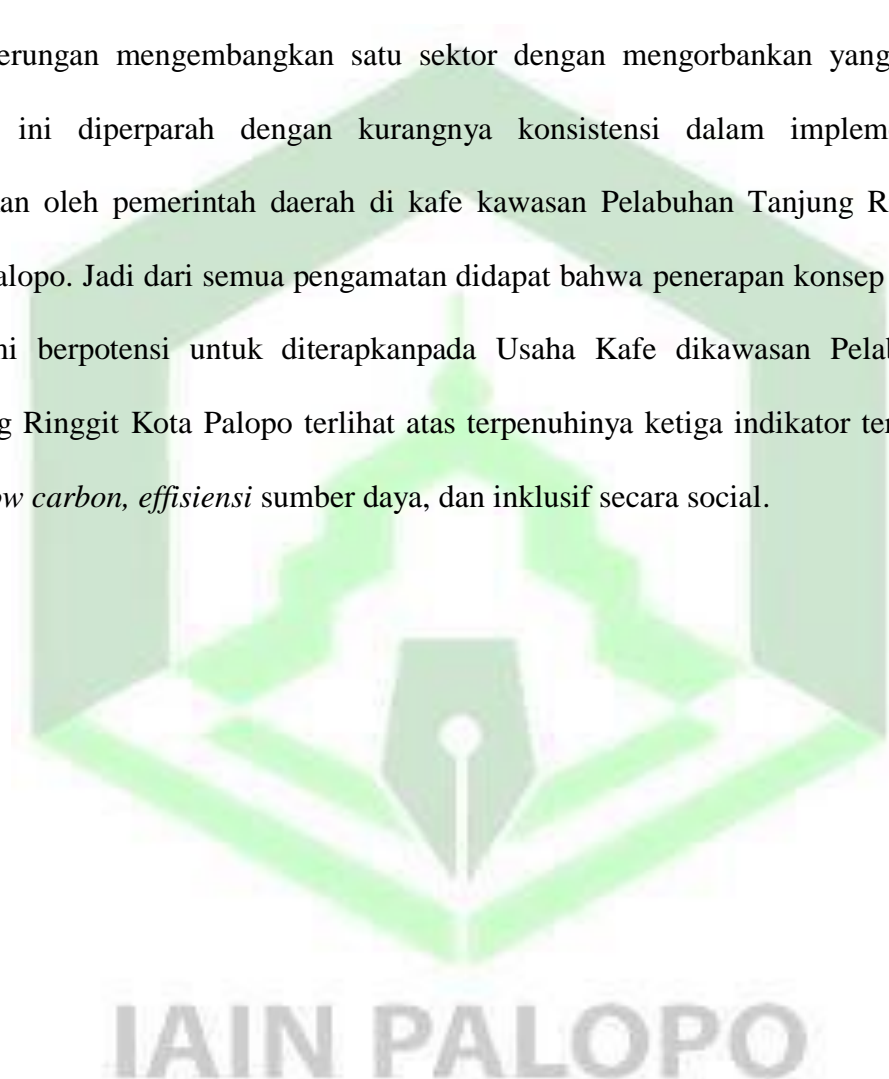 erungan mengembangkan satu sektor dengan mengorbankan yang
ini diperparah dengan kurangnya konsistensi dalam implem
an oleh pemerintah daerah di kafe kawasan Pelabuhan Tanjung R
alopo. Jadi dari semua pengamatan didapat bahwa penerapan konsep
ni berpotensi untuk diterapkanpada Usaha Kafe dikawasan Pelab
g Ringgit Kota Palopo terlihat atas terpenuhinya ketiga indikator ter
ow carbon, effisiensi sumber daya, dan inklusif secara social.
IAIN PALOPO